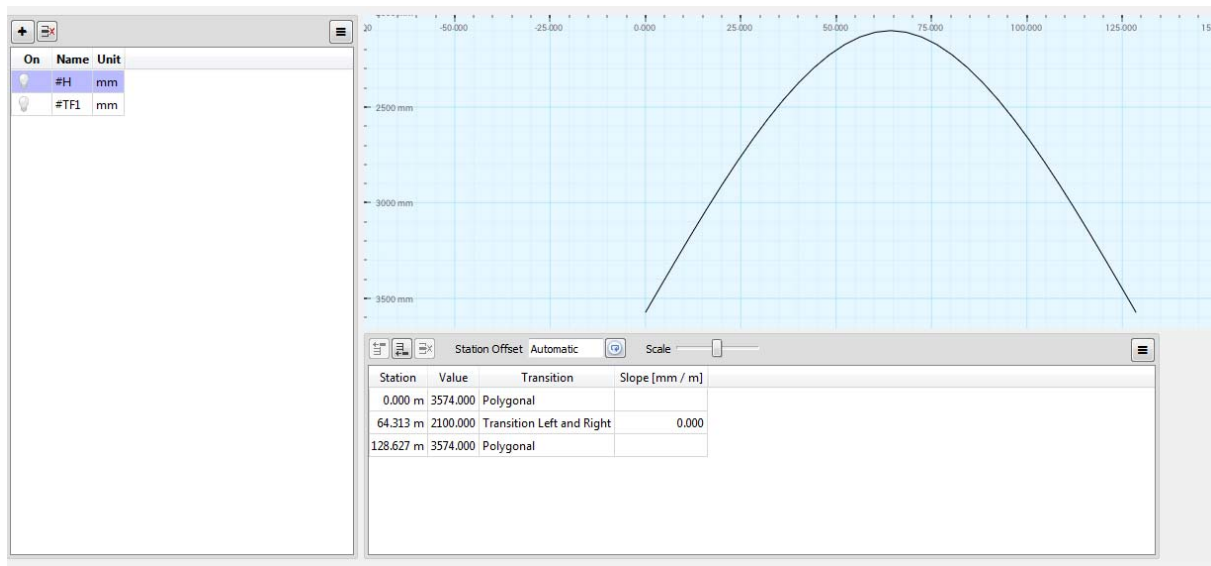 On Name Unit
#H mm
#TF1 mm
-50.000 -25.000 0.000 25.000 50.000 75.000 100.000 125.000
2500 mm
3000 mm
3500 mm
Station Offset Automatic Scale
Station Value Transition Slope [mm / m]
0.000 m 3574.000 Polygonal
64.313 m 2100.000 Transition Left and Right 0.000
128.627 m 3574.000 Polygonal